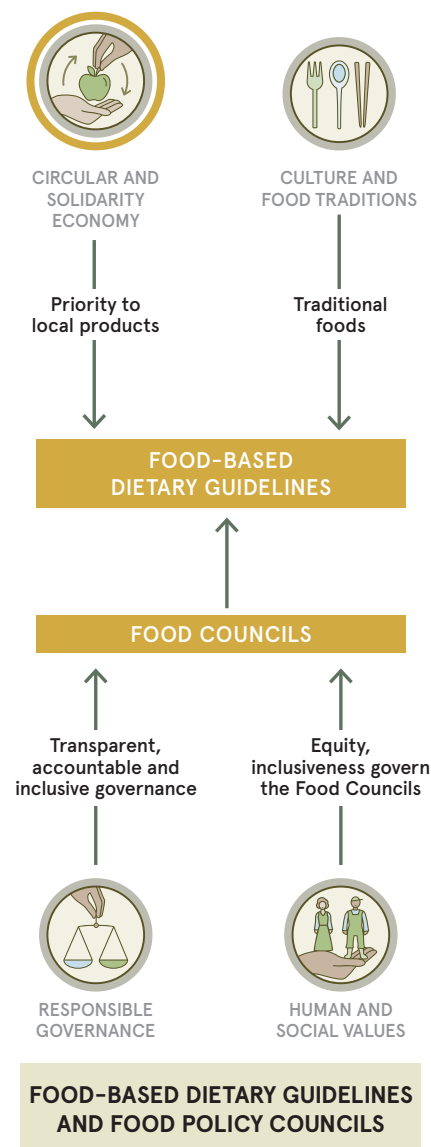 CIRCULAR AND
SOLIDARITY
ECONOMY
CULTURE AND
FOOD TRADITIONS
Priority to
local products
Traditional
foods
FOOD-BASED
DIETARY GUIDELINES
FOOD COUNCILS
Transparent,
accountable and
inclusive governance
Equity,
inclusiveness govern
the Food Councils
RESPONSIBLE
GOVERNANCE
HUMAN AND
SOCIAL VALUES
FOOD-BASED DIETARY GUIDELINES
AND FOOD POLICY COUNCILS